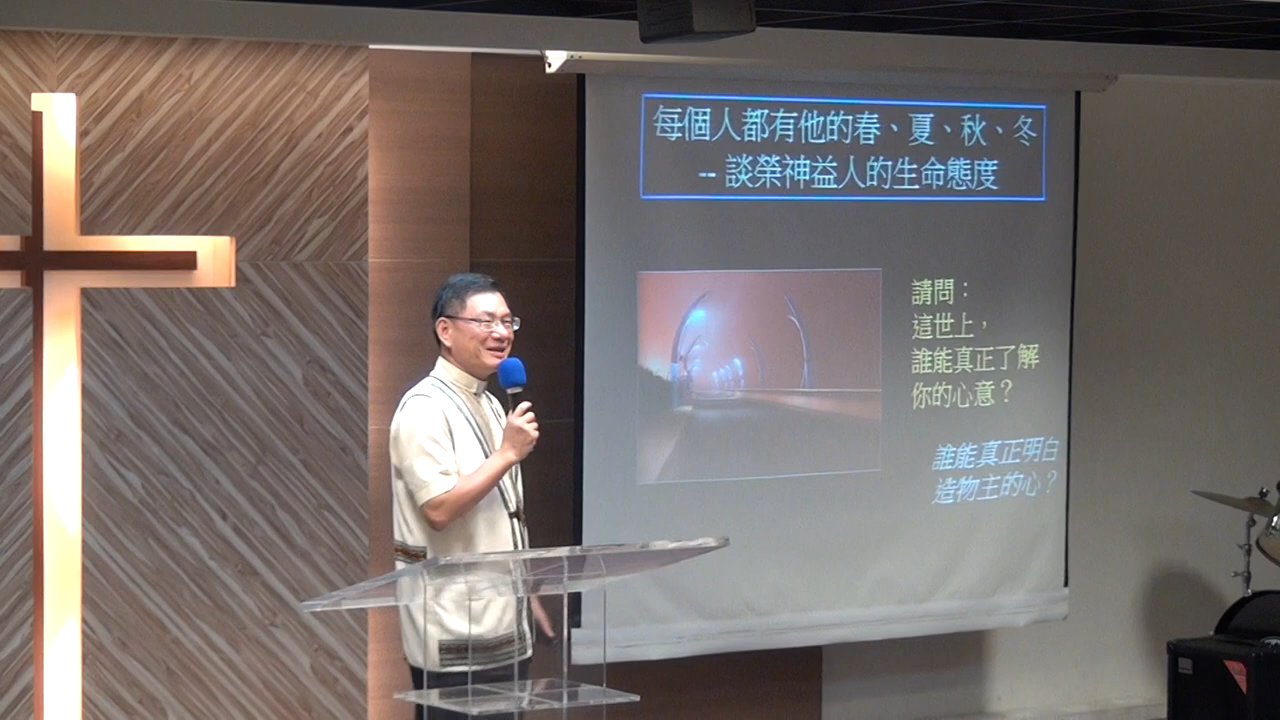 每個人都有他的春、夏、秋、冬
-- 談榮神益人的生命態度
請問：
這世上，
誰能真正了解
你的心意？
誰能真正明白
造物主的心？